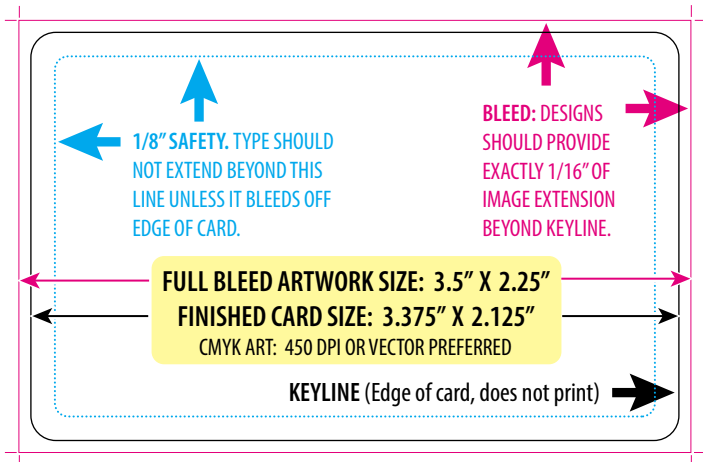 1/8” SAFETY. TYPE SHOULD
NOT EXTEND BEYOND THIS
LINE UNLESS IT BLEEDS OFF
EDGE OF CARD.
BLEED: DESIGNS
SHOULD PROVIDE
EXACTLY 1/16” OF
IMAGE EXTENSION
BEYOND KEYLINE.
FULL BLEED ARTWORK SIZE: 3.5” X 2.25”
FINISHED CARD SIZE: 3.375” X 2.125”
CMYK ART: 450 DPI OR VECTOR PREFERRED
KEYLINE (Edge of card, does not print)